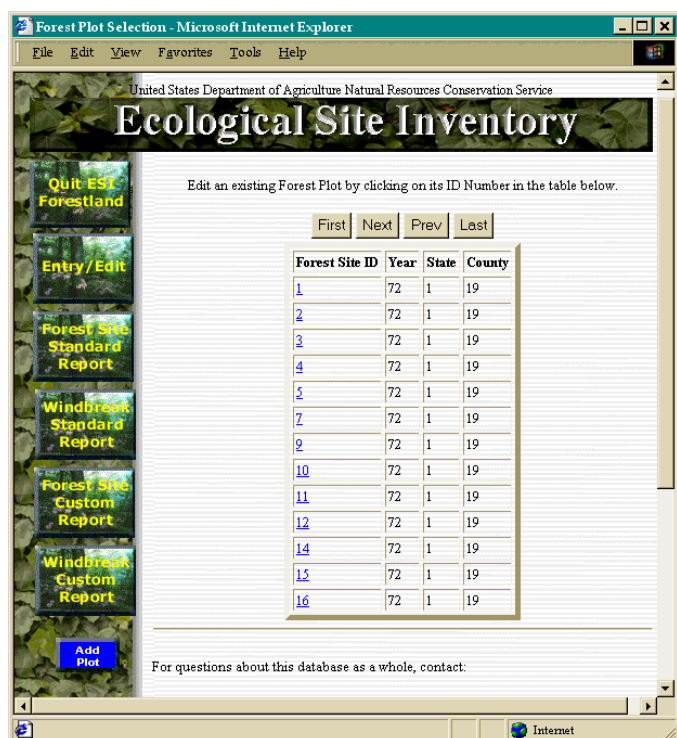 Forest Plot Selection - Microsoft Internet Explorer
File Edit View Favorites Tools Help
United States Department of Agriculture Natural Resources Conservation Service
Ecological Site Inventory
Quit ESI
Forestland
Entry/Edit
Forest Site
Standard
Report
Windbreak
Standard
Report
Forest Site
Custom
Report
Windbreak
Custom
Report
Add
Plot
Edit an existing Forest Plot by clicking on its ID Number in the table below.
First Next Prev Last
Forest Site ID Year State County
1 72 1 19
2 72 1 19
3 72 1 19
4 72 1 19
5 72 1 19
7 72 1 19
9 72 1 19
10 72 1 19
11 72 1 19
12 72 1 19
14 72 1 19
15 72 1 19
16 72 1 19
For questions about this database as a whole, contact:
Internet